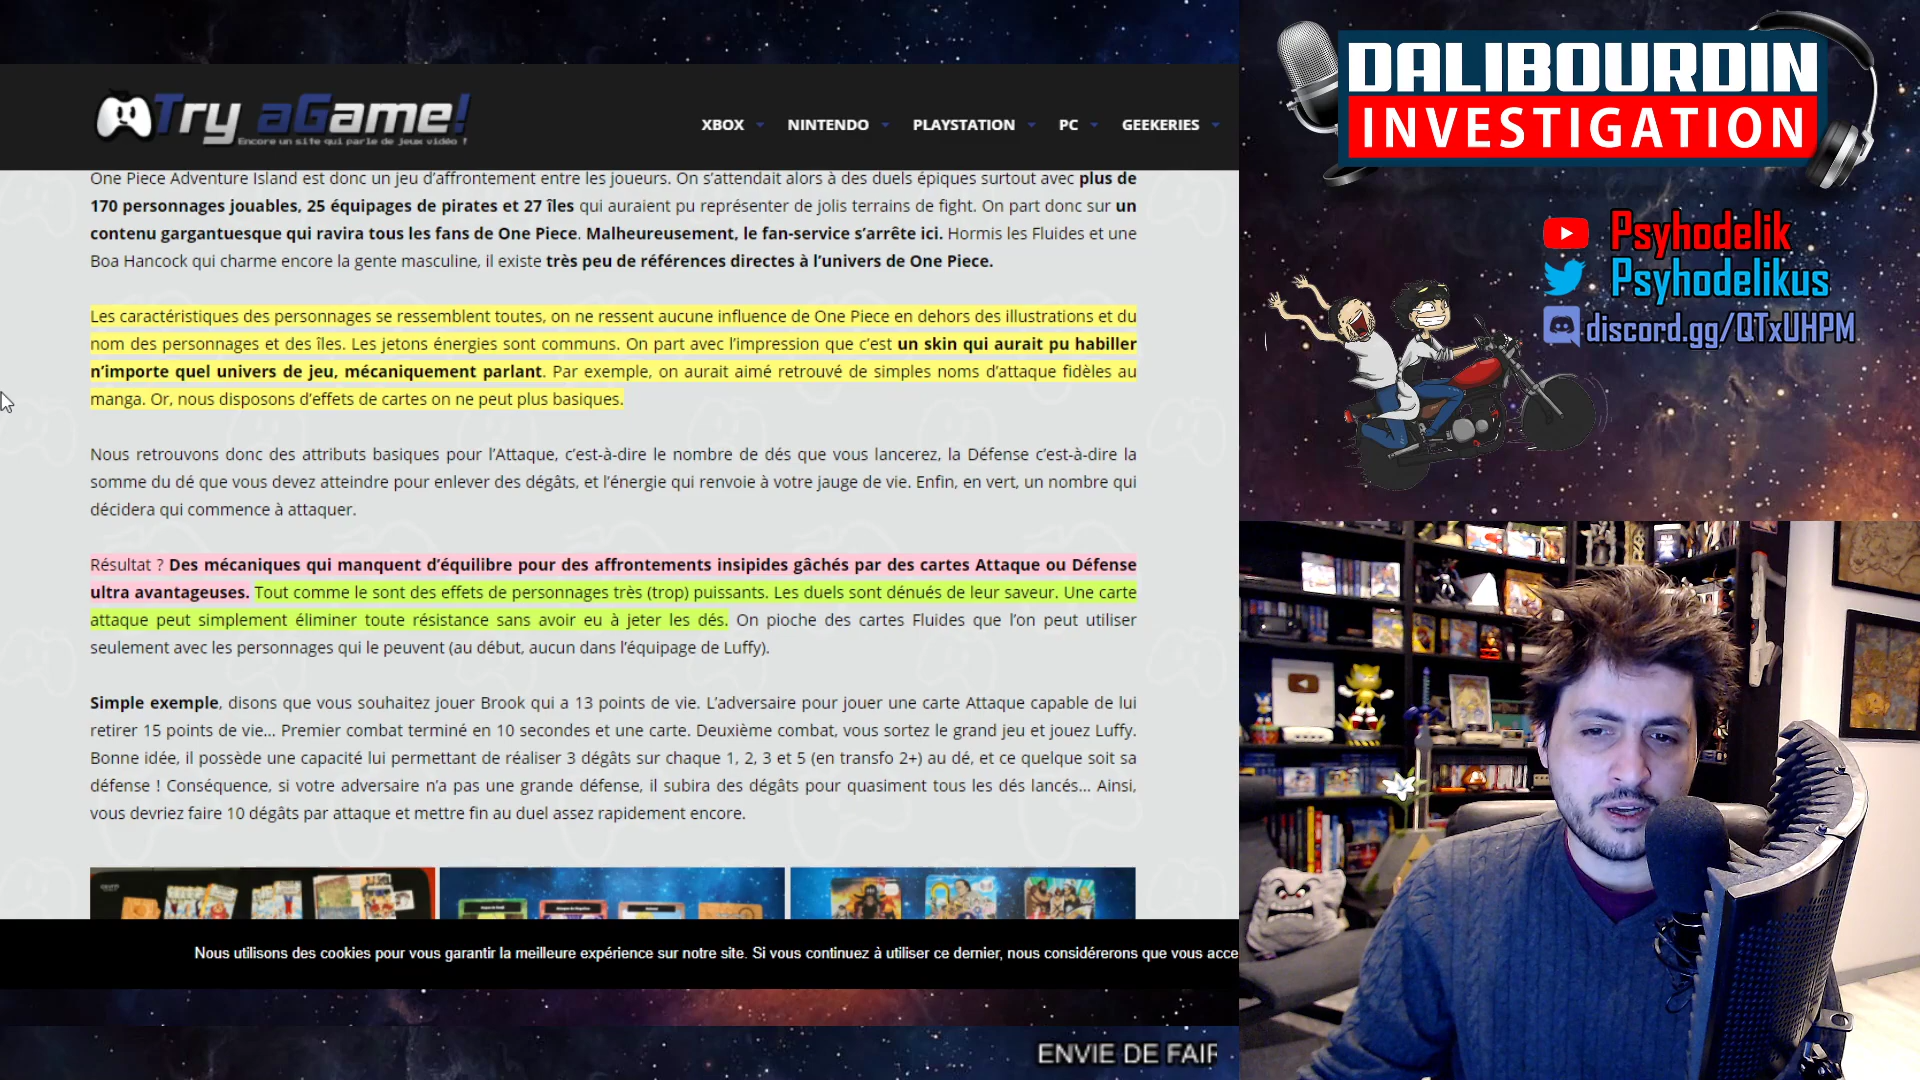 Try aGame!
Encore un site qui parle de jeux vidéo !
XBOX NINTENDO PLAYSTATION PC GEEKERIES
One Piece Adventure Island est donc un jeu d’affrontement entre les joueurs. On s’attendait alors à des duels épiques surtout avec plus de
170 personnages jouables, 25 équipages de pirates et 27 îles qui auraient pu représenter de jolis terrains de fight. On part donc sur un
contenu gargantuesque qui ravira tous les fans de One Piece. Malheureusement, le fan-service s’arrête ici. Hormis les Fluides et une
Boa Hancock qui charme encore la gente masculine, il existe très peu de références directes à l’univers de One Piece.
Les caractéristiques des personnages se ressemblent toutes, on ne ressent aucune influence de One Piece en dehors des illustrations et du
nom des personnages et des îles. Les jetons énergies sont communs. On part avec l’impression que c’est un skin qui aurait pu habiller
n’importe quel univers de jeu, mécaniquement parlant. Par exemple, on aurait aimé retrouvé de simples noms d’attaque fidèles au
manga. Or, nous disposons d’effets de cartes on ne peut plus basiques.
Nous retrouvons donc des attributs basiques pour l’Attaque, c’est-à-dire le nombre de dés que vous lancerez, la Défense c’est-à-dire la
somme du dé que vous devez atteindre pour enlever des dégâts, et l’énergie qui renvoie à votre jauge de vie. Enfin, en vert, un nombre qui
décidera qui commence à attaquer.
Résultat ? Des mécaniques qui manquent d’équilibre pour des affrontements insipides gâchés par des cartes Attaque ou Défense
ultra avantageuses. Tout comme le sont des effets de personnages très (trop) puissants. Les duels sont dénués de leur saveur. Une carte
attaque peut simplement éliminer toute résistance sans avoir eu à jeter les dés. On pioche des cartes Fluides que l’on peut utiliser
seulement avec les personnages qui le peuvent (au début, aucun dans l’équipage de Luffy).
Simple exemple, disons que vous souhaitez jouer Brook qui a 13 points de vie. L’adversaire pour jouer une carte Attaque capable de lui
retirer 15 points de vie… Premier combat terminé en 10 secondes et une carte. Deuxième combat, vous sortez le grand jeu et jouez Luffy.
Bonne idée, il possède une capacité lui permettant de réaliser 3 dégâts sur chaque 1, 2, 3 et 5 (en transfo 2+) au dé, et ce quelque soit sa
défense ! Conséquence, si votre adversaire n’a pas une grande défense, il subira des dégâts pour quasiment tous les dés lancés… Ainsi,
vous devriez faire 10 dégâts par attaque et mettre fin au duel assez rapidement encore.
Nous utilisons des cookies pour vous garantir la meilleure expérience sur notre site. Si vous continuez à utiliser ce dernier, nous considérerons que vous acce
ENVIE DE FAIR
DALIBOURDIN
INVESTIGATION
Psyhodelik
Psyhodelikus
discord.gg/QTxUHPM